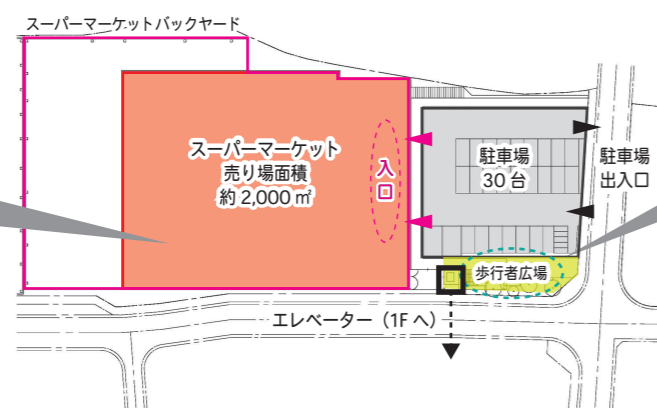 スーパーマーケットバックヤード
スーパーマーケット
売り場面積
約 2,000 ㎡
入口
駐車場
30 台
駐車場
出入口
歩行者広場
エレベーター（1F へ）